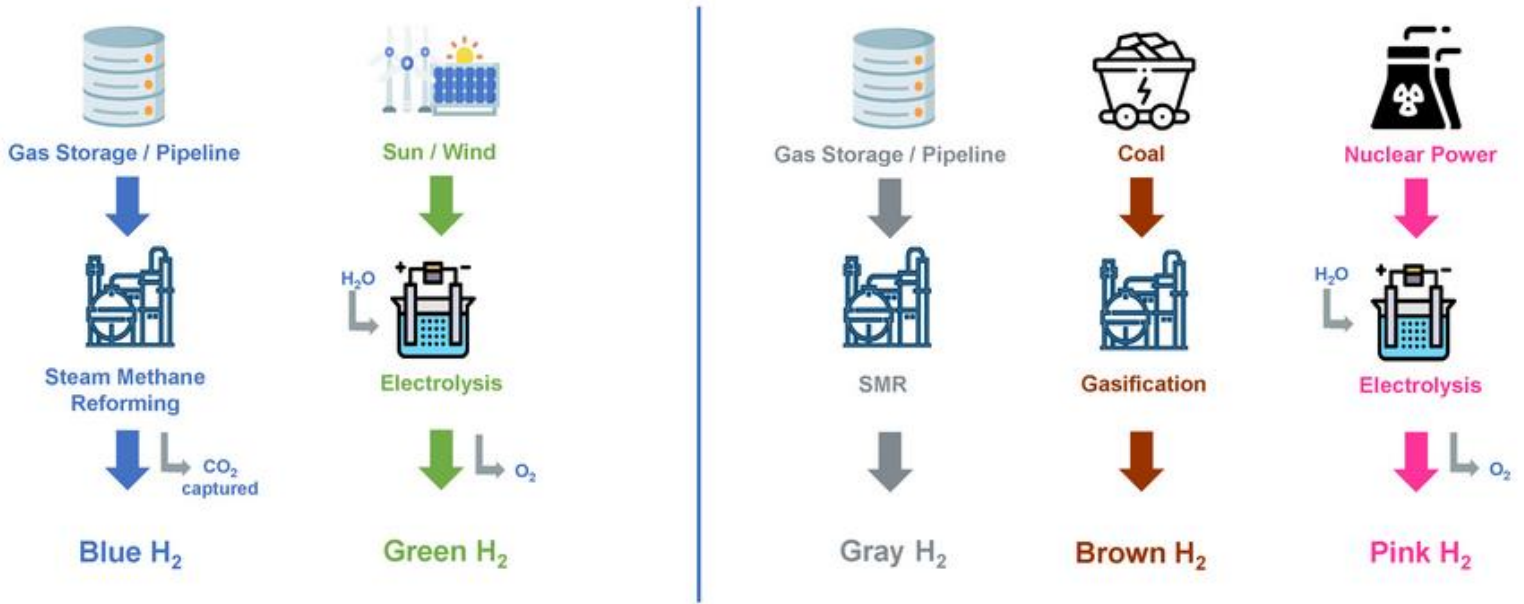 Gas Storage / Pipeline
Steam Methane
Reforming
CO₂
captured
Blue H₂
Sun / Wind
H₂O
+ −
Electrolysis
O₂
Green H₂
Gas Storage / Pipeline
SMR
Gray H₂
Coal
Gasification
Brown H₂
Nuclear Power
H₂O
+ −
Electrolysis
O₂
Pink H₂